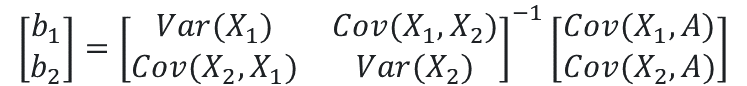 [b₁ b₂] = [Var(X₁) Cov(X₁, X₂) Cov(X₂, X₁) Var(X₂)]⁻¹ [Cov(X₁, A) Cov(X₂, A)]